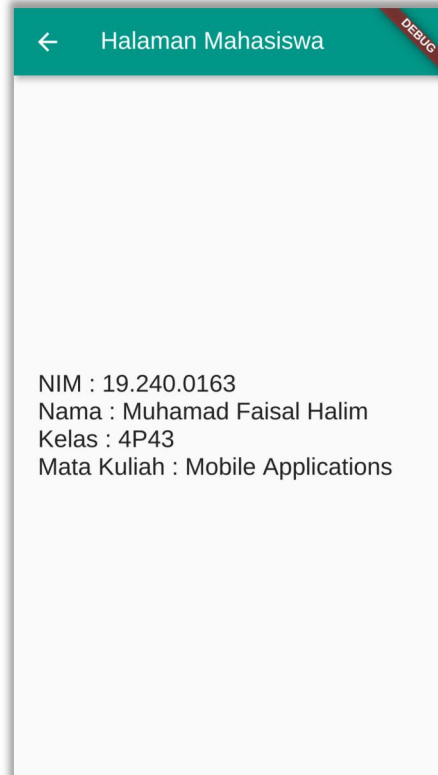 Halaman Mahasiswa
DEBUG
NIM : 19.240.0163
Nama : Muhamad Faisal Halim
Kelas : 4P43
Mata Kuliah : Mobile Applications